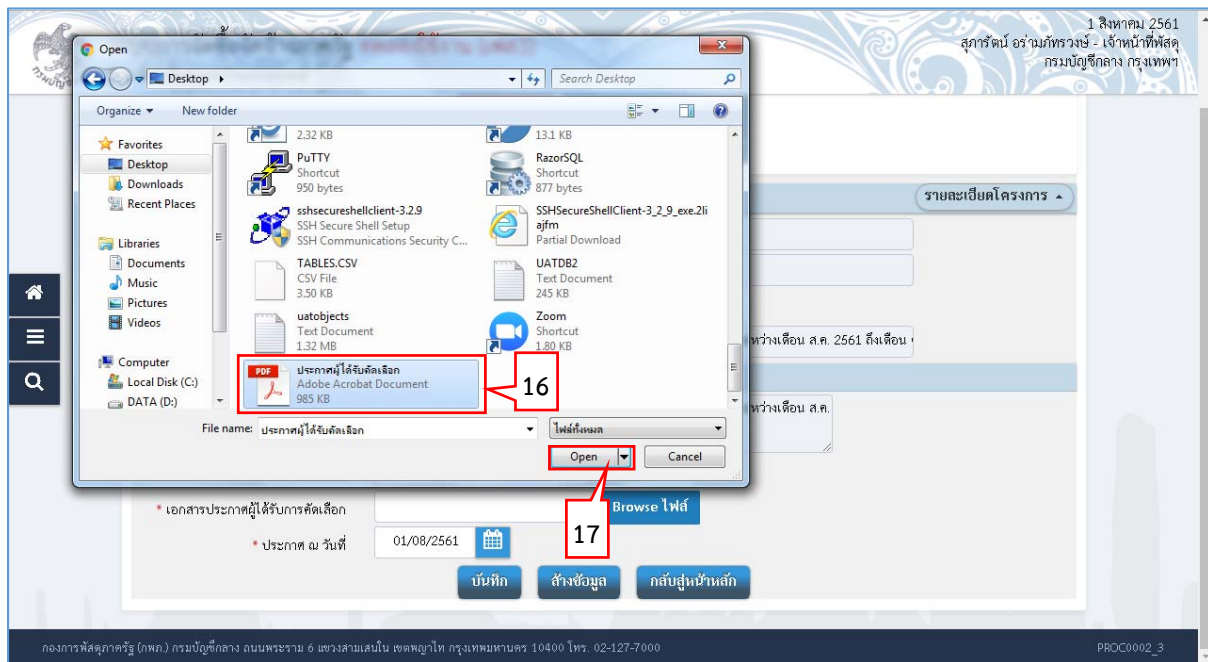 1 สิงหาคม 2561
สุภารัตน์ อร่ามภัทรวงษ์ - เจ้าหน้าที่พัสดุ
กรมบัญชีกลาง กรุงเทพฯ
Open
Desktop
Search Desktop
Organize
New folder
Favorites
Desktop
Downloads
Recent Places
Libraries
Documents
Music
Pictures
Videos
Computer
Local Disk (C:)
DATA (D:)
2.32 KB
13.1 KB
PuTTY
Shortcut
950 bytes
RazorSQL
Shortcut
877 bytes
sshsecureshellclient-3.2.9
SSH Secure Shell Setup
SSH Communications Security C...
SSHSecureShellClient-3_2_9_exe.2li
ajfm
Partial Download
TABLES.CSV
CSV File
3.50 KB
UATDB2
Text Document
245 KB
uatobjects
Text Document
1.32 MB
Zoom
Shortcut
1.80 KB
PDF
ประกาศผู้ได้รับคัดเลือก
Adobe Acrobat Document
985 KB
16
File name:
ประกาศผู้ได้รับคัดเลือก
ไฟล์ทั้งหมด
Open
Cancel
17
รายละเอียดโครงการ
หว่างเดือน ส.ค. 2561 ถึงเดือน
หว่างเดือน ส.ค.
* เอกสารประกาศผู้ได้รับการคัดเลือก
Browse ไฟล์
* ประกาศ ณ วันที่
01/08/2561
บันทึก
ล้างข้อมูล
กลับสู่หน้าหลัก
กองการพัสดุภาครัฐ (กพภ.) กรมบัญชีกลาง ถนนพระราม 6 แขวงสามเสนใน เขตพญาไท กรุงเทพมหานคร 10400 โทร. 02-127-7000
PROC0002_3